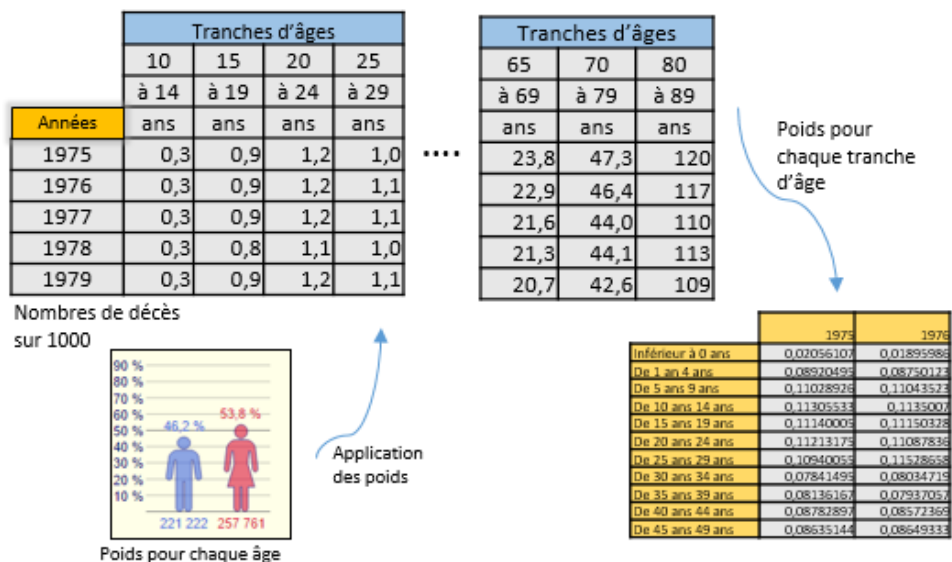 Tranches d'âges
10 15 20 25
à 14 à 19 à 24 à 29
Années ans ans ans ans
1975 0,3 0,9 1,2 1,0
1976 0,3 0,9 1,2 1,1
1977 0,3 0,9 1,2 1,1
1978 0,3 0,8 1,1 1,0
1979 0,3 0,9 1,2 1,1
....
Tranches d'âges
65 70 80
à 69 à 79 à 89
ans ans ans
23,8 47,3 120
22,9 46,4 117
21,6 44,0 110
21,3 44,1 113
20,7 42,6 109
Poids pour
chaque tranche
d'âge
Nombres de décès
sur 1000
90 %
80 %
70 %
60 %
50 %
40 %
30 %
20 %
10 %
46,2 % 53,8 %
221 222 257 761
Poids pour chaque âge
Application
des poids
1975 1976
Inférieur à 0 ans 0,02056107 0,01895986
De 1 an 4 ans 0,08920495 0,08750123
De 5 ans 9 ans 0,11028926 0,11043523
De 10 ans 14 ans 0,11305533 0,1135007
De 15 ans 19 ans 0,11140005 0,11150328
De 20 ans 24 ans 0,11213175 0,11087836
De 25 ans 29 ans 0,10940055 0,11528658
De 30 ans 34 ans 0,07841495 0,08034719
De 35 ans 39 ans 0,08136167 0,07937057
De 40 ans 44 ans 0,08782897 0,08572369
De 45 ans 49 ans 0,08635144 0,08649333